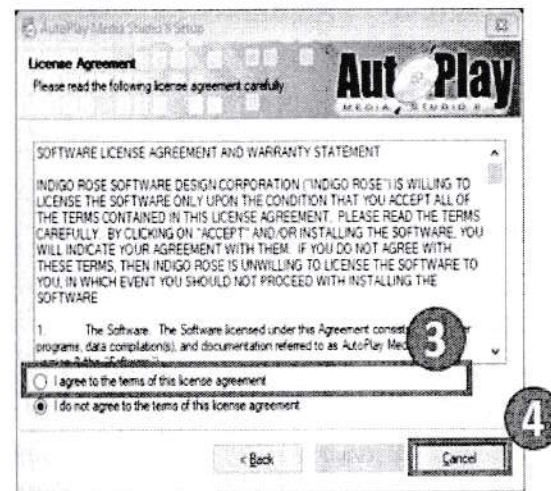 AutoPlay Media Studio 8 Setup
License Agreement
Please read the following license agreement carefully
AutoPlay
MEDIA STUDIO 8
SOFTWARE LICENSE AGREEMENT AND WARRANTY STATEMENT
INDIGO ROSE SOFTWARE DESIGN CORPORATION ("INDIGO ROSE") IS WILLING TO
LICENSE THE SOFTWARE ONLY UPON THE CONDITION THAT YOU ACCEPT ALL OF
THE TERMS CONTAINED IN THIS LICENSE AGREEMENT. PLEASE READ THE TERMS
CAREFULLY. BY CLICKING ON "ACCEPT" AND/OR INSTALLING THE SOFTWARE, YOU
WILL INDICATE YOUR AGREEMENT WITH THEM. IF YOU DO NOT AGREE WITH
THESE TERMS, THEN INDIGO ROSE IS UNWILLING TO LICENSE THE SOFTWARE TO
YOU, IN WHICH EVENT YOU SHOULD NOT PROCEED WITH INSTALLING THE
SOFTWARE
1. The Software. The Software licensed under this Agreement consist
programs, data compilation(s), and documentation referred to as AutoPlay Med
3
I agree to the terms of this license agreement
I do not agree to the terms of this license agreement
4
< Back
Cancel